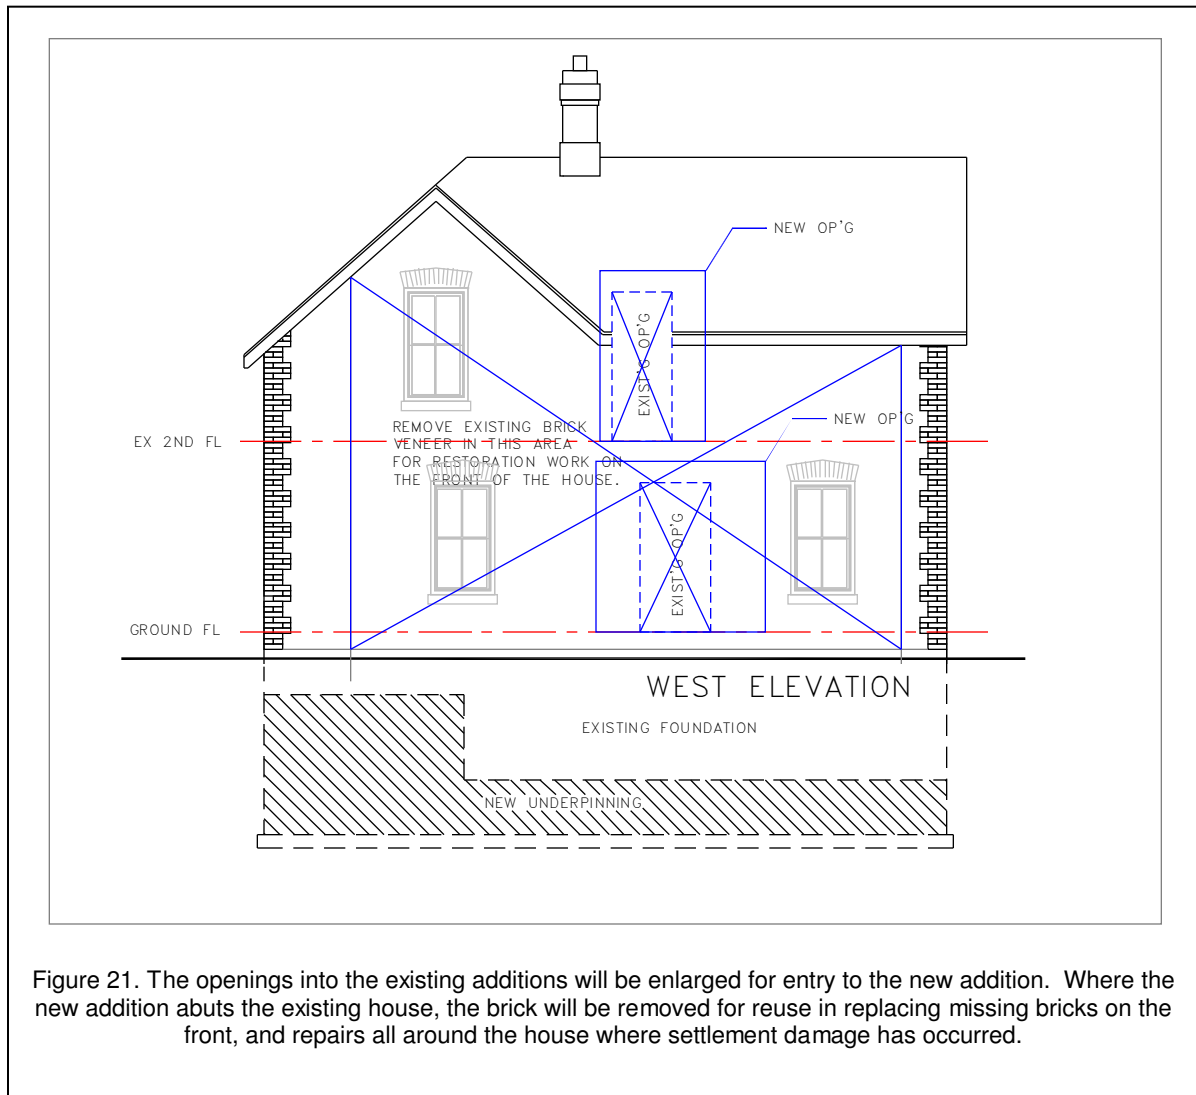 NEW OP'G
EXIST'G OP'G
NEW OP'G
REMOVE EXISTING BRICK
VENEER IN THIS AREA
FOR RESTORATION WORK ON
THE FRONT OF THE HOUSE.
EX 2ND FL
EXIST'G OP'G
GROUND FL
WEST ELEVATION
EXISTING FOUNDATION
NEW UNDERPINNING
Figure 21. The openings into the existing additions will be enlarged for entry to the new addition.  Where the
new addition abuts the existing house, the brick will be removed for reuse in replacing missing bricks on the
front, and repairs all around the house where settlement damage has occurred.